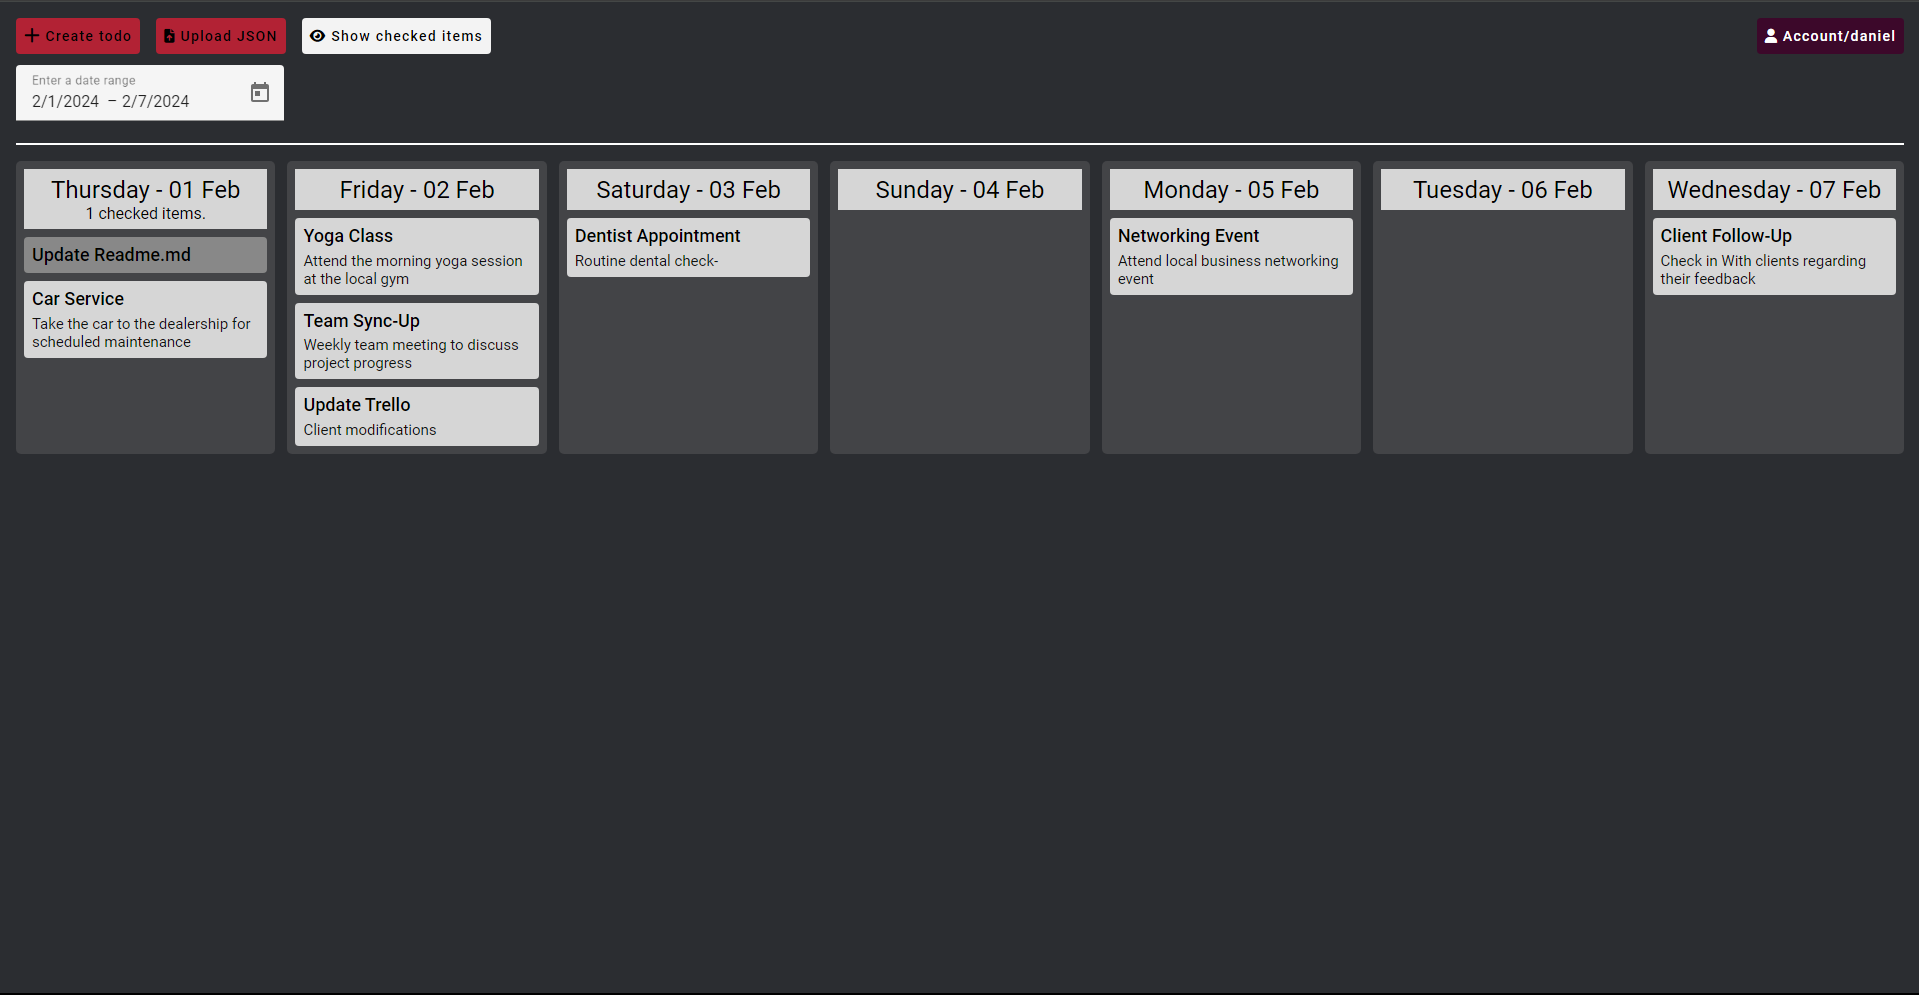 Create todo
Upload JSON
Show checked items
Account/daniel
Enter a date range
2/1/2024 – 2/7/2024
Thursday - 01 Feb
1 checked items.
Update Readme.md
Car Service
Take the car to the dealership for
scheduled maintenance
Friday - 02 Feb
Yoga Class
Attend the morning yoga session
at the local gym
Team Sync-Up
Weekly team meeting to discuss
project progress
Update Trello
Client modifications
Saturday - 03 Feb
Dentist Appointment
Routine dental check-
Sunday - 04 Feb
Monday - 05 Feb
Networking Event
Attend local business networking
event
Tuesday - 06 Feb
Wednesday - 07 Feb
Client Follow-Up
Check in With clients regarding
their feedback